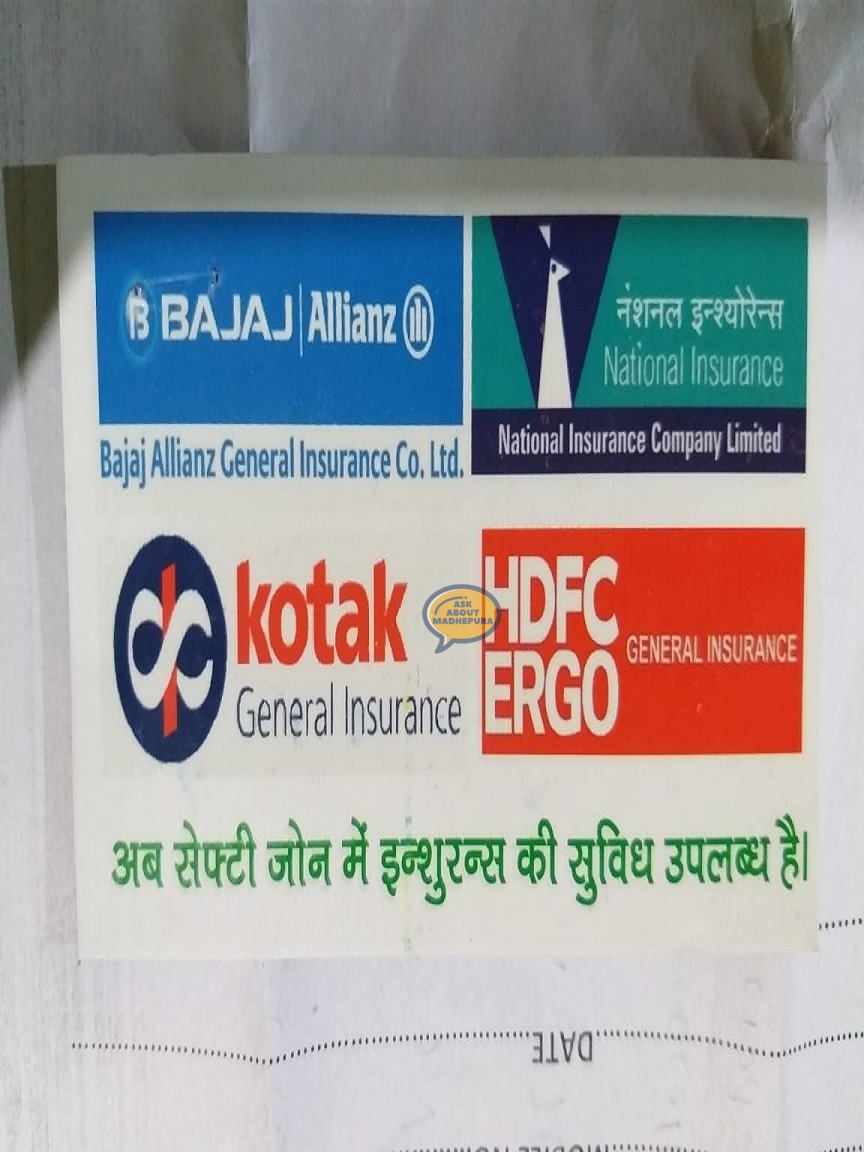 B BAJAJ | Allianz
Bajaj Allianz General Insurance Co. Ltd.
नंशनल इन्श्योरेन्स
National Insurance
National Insurance Company Limited
kotak
General Insurance
ASK
ABOUT
MADHEPURA
HDFC
ERGO
GENERAL INSURANCE
अब सेफ्टी जोन में इन्शुरन्स की सुविध उपलब्ध है।
DATE